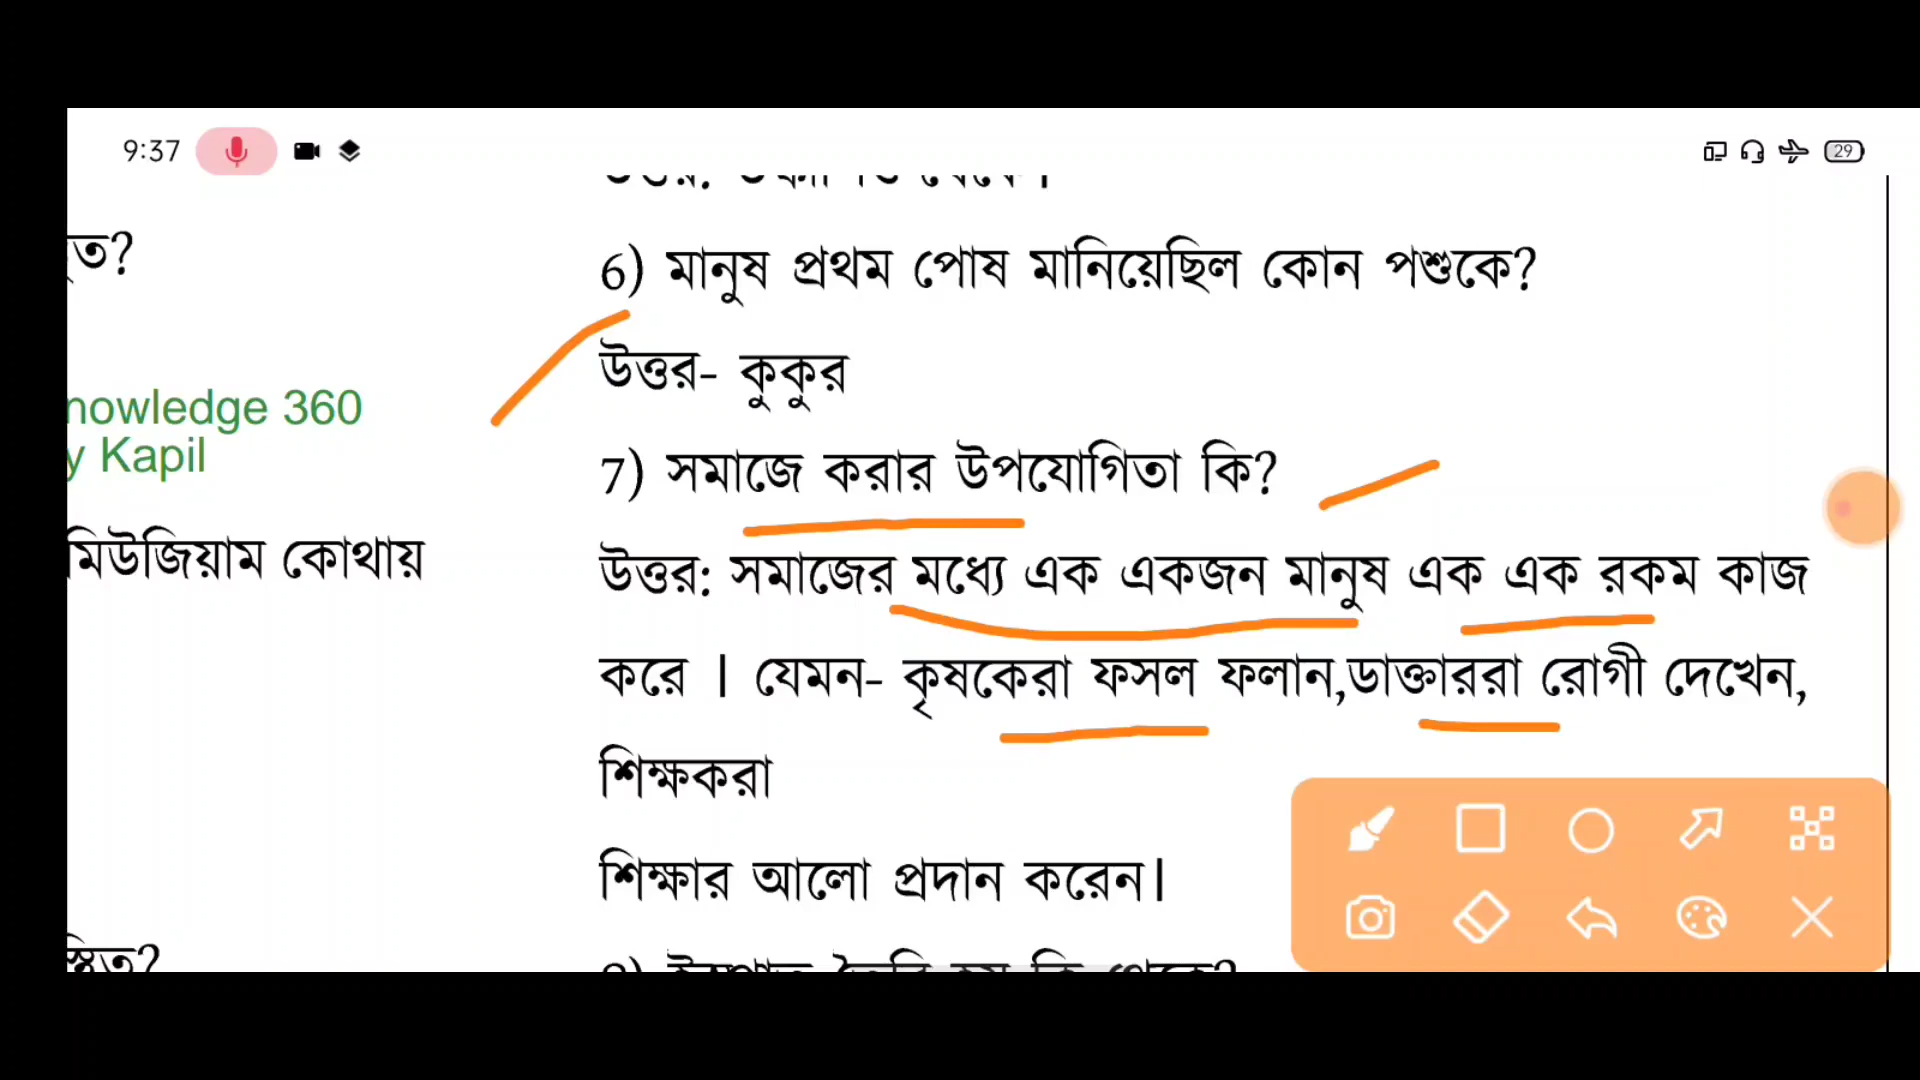 9:37
29
6) মানুষ প্রথম পোষ মানিয়েছিল কোন পশুকে?
উত্তর- কুকুর
nowledge 360
y Kapil
7) সমাজে করার উপযোগিতা কি?
মিউজিয়াম কোথায়
উত্তর: সমাজের মধ্যে এক একজন মানুষ এক এক রকম কাজ
করে । যেমন- কৃষকেরা ফসল ফলান,ডাক্তাররা রোগী দেখেন,
শিক্ষকরা
শিক্ষার আলো প্রদান করেন।